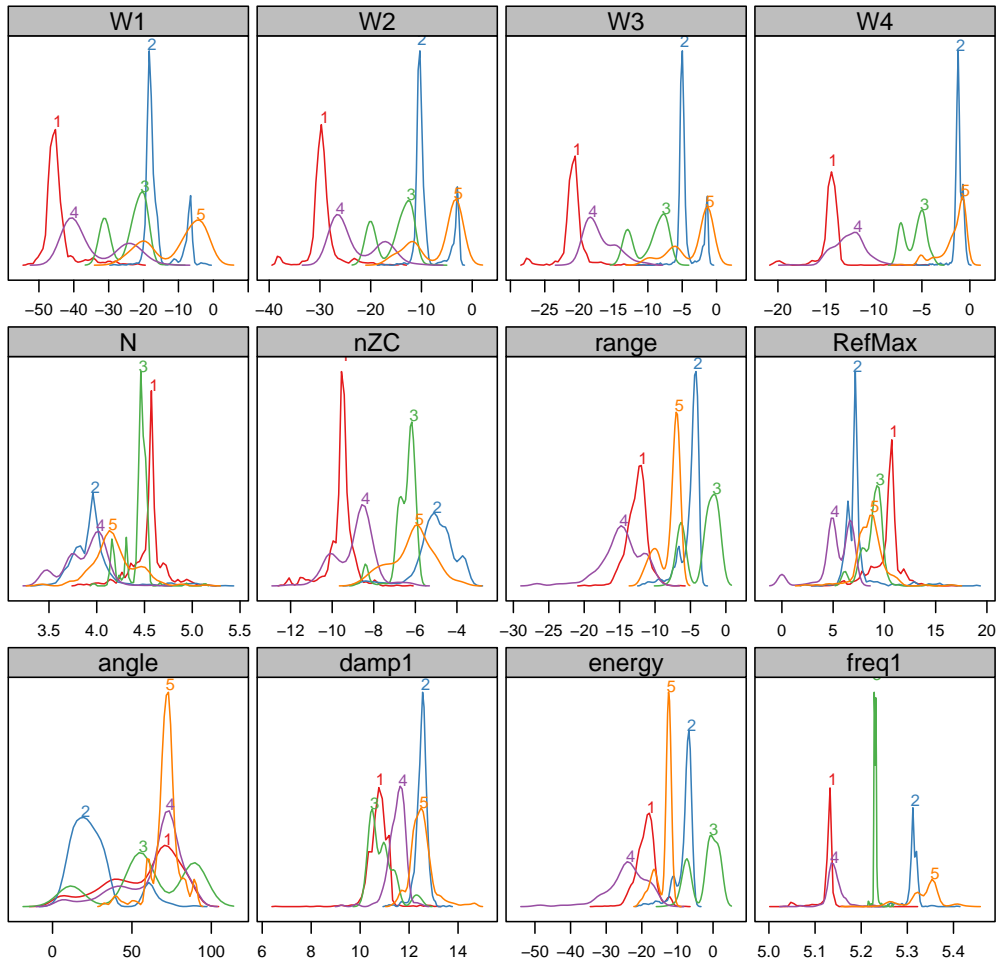 W1 W2 W3 W4
2 2 2 2
1 1 1 1
4 3 5 4 3 5 4 3 5 4 3 5
−50 −40 −30 −20 −10 0 −40 −30 −20 −10 0 −25 −20 −15 −10 −5 0 −20 −15 −10 −5 0
N nZC range RefMax
3 1 2 4 5 1 3 4 2 2 5 1 3 4 2 1 3 4 5
3.5 4.0 4.5 5.0 5.5 −12 −10 −8 −6 −4 −30 −25 −20 −15 −10 −5 0 0 5 10 15 20
angle damp1 energy freq1
5 2 4 3 1 2 1 4 3 5 5 2 1 3 4 3 1 2 4 5
0 50 100 6 8 10 12 14 −50 −40 −30 −20 −10 0 5.0 5.1 5.2 5.3 5.4